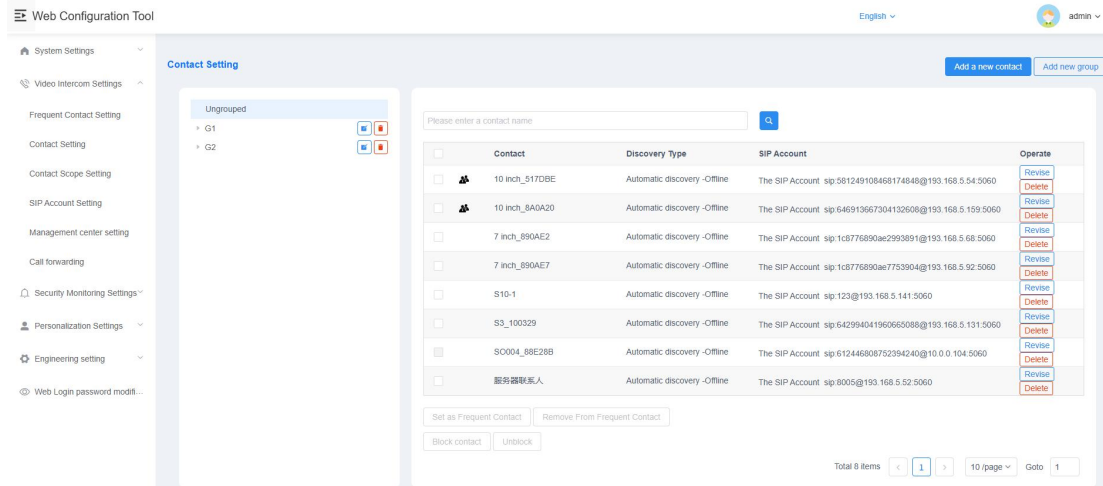 Web Configuration Tool
English
admin
System Settings
Video Intercom Settings
Frequent Contact Setting
Contact Setting
Contact Scope Setting
SIP Account Setting
Management center setting
Call forwarding
Security Monitoring Settings
Personalization Settings
Engineering setting
Web Login password modifi...
Contact Setting
Add a new contact
Add new group
Ungrouped
G1
G2
Please enter a contact name
Contact Discovery Type SIP Account Operate
10 inch_517DBE Automatic discovery -Offline The SIP Account sip:581249108468174848@193.168.5.54:5060 Revise
Delete
10 inch_8A0A20 Automatic discovery -Offline The SIP Account sip:646913667304132608@193.168.5.159:5060 Revise
Delete
7 inch_890AE2 Automatic discovery -Offline The SIP Account sip:1c8776890ae2993891@193.168.5.68:5060 Revise
Delete
7 inch_890AE7 Automatic discovery -Offline The SIP Account sip:1c8776890ae7753904@193.168.5.92:5060 Revise
Delete
S10-1 Automatic discovery -Offline The SIP Account sip:123@193.168.5.141:5060 Revise
Delete
S3_100329 Automatic discovery -Offline The SIP Account sip:642994041960665088@193.168.5.131:5060 Revise
Delete
SO004_88E28B Automatic discovery -Offline The SIP Account sip:612446808752394240@10.0.0.104:5060 Revise
Delete
服务器联系人 Automatic discovery -Offline The SIP Account sip:8005@193.168.5.52:5060 Revise
Delete
Set as Frequent Contact Remove From Frequent Contact
Block contact Unblock
Total 8 items 1 10 /page Goto 1